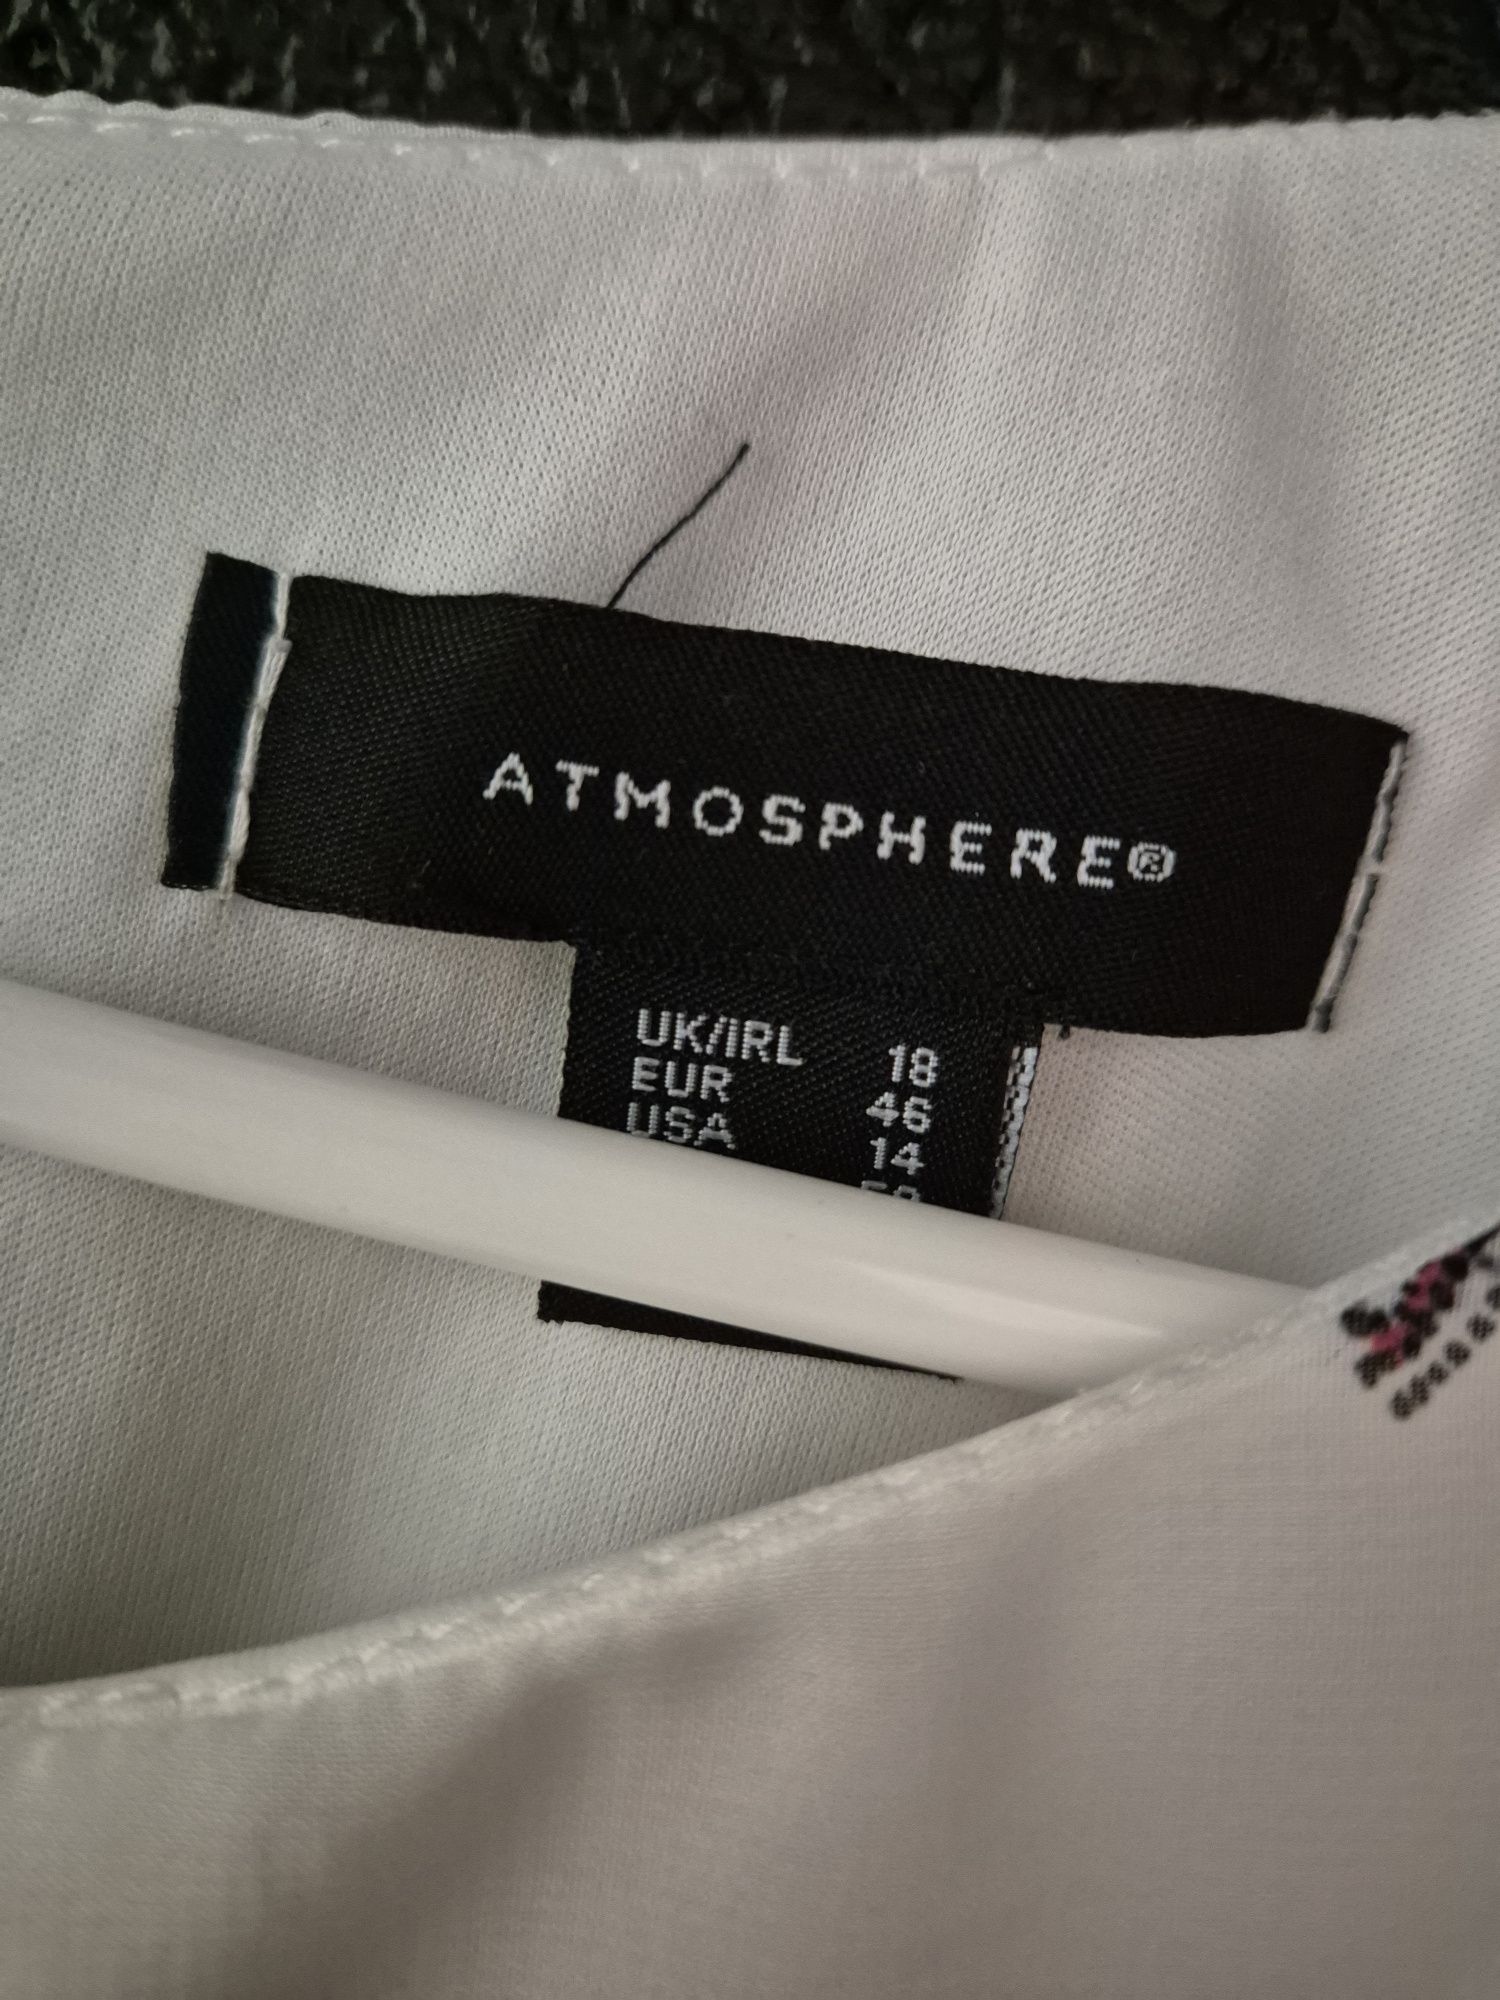 ATMOSPHERE®
UK/IRL 18
EUR 46
USA 14